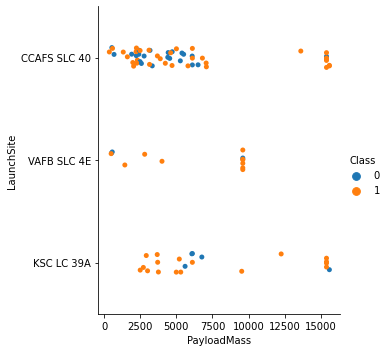 CCAFS SLC 40
VAFB SLC 4E
KSC LC 39A
LaunchSite
0 2500 5000 7500 10000 12500 15000
PayloadMass
Class
0
1